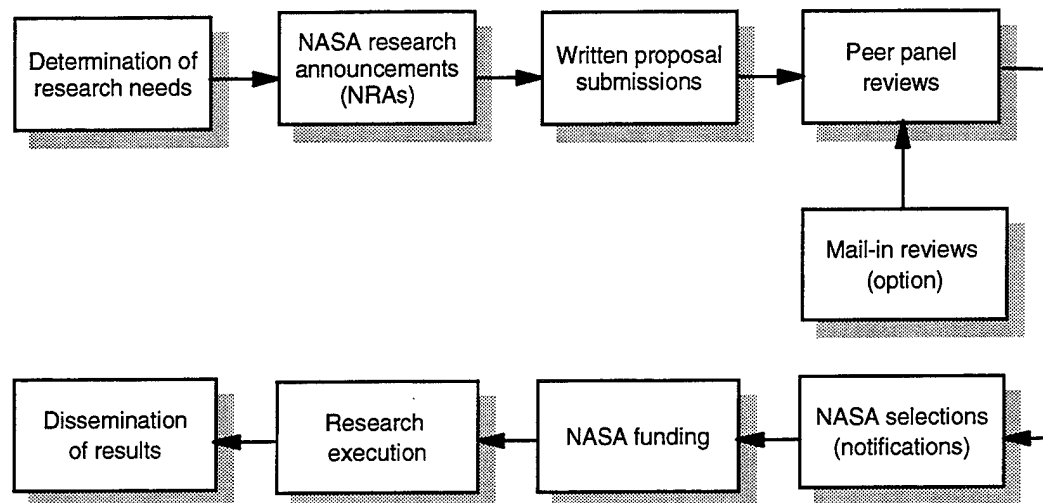 Determination of
research needs
NASA research
announcements
(NRAs)
Written proposal
submissions
Peer panel
reviews
Mail-in reviews
(option)
NASA selections
(notifications)
NASA funding
Research
execution
Dissemination
of results